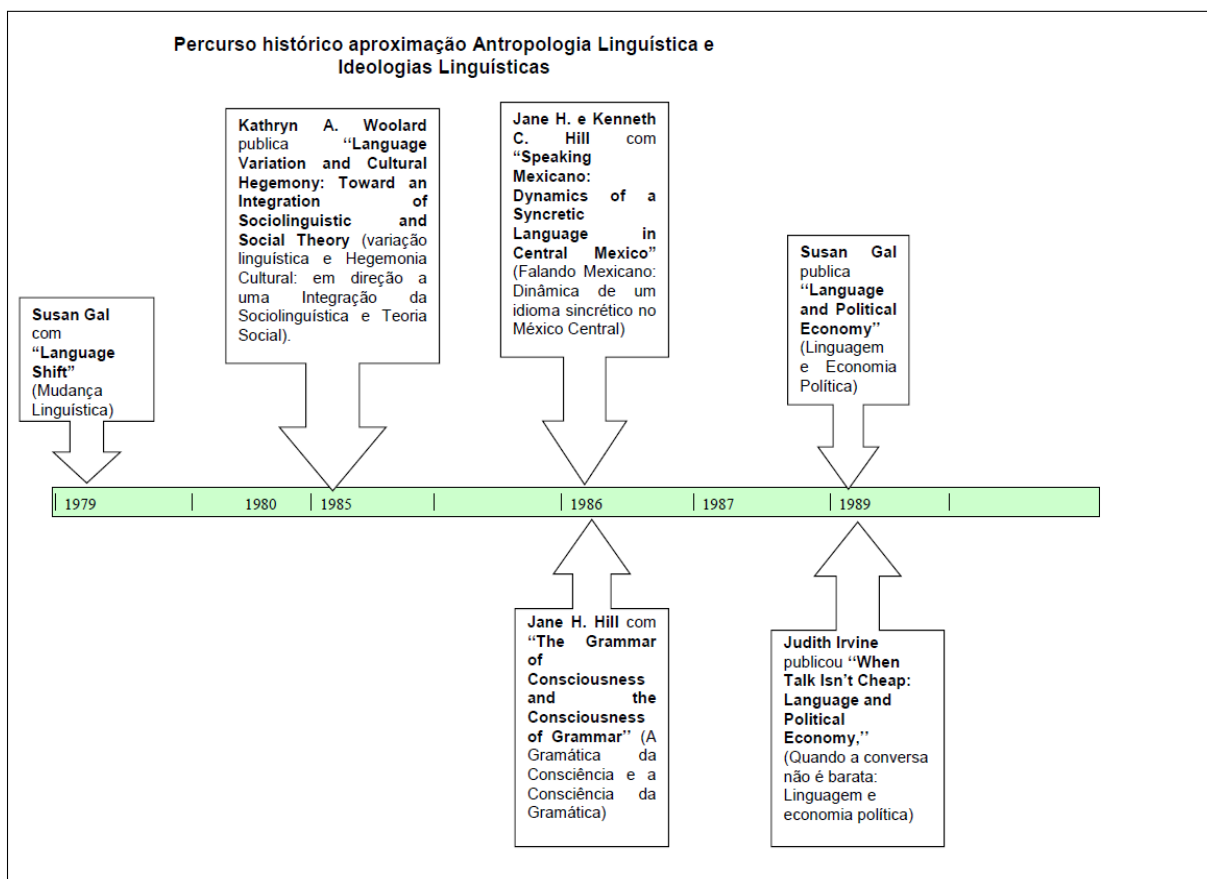 Percurso histórico aproximação Antropologia Linguística e
Ideologias Linguísticas
Susan Gal
com
“Language
Shift”
(Mudança
Linguística)
Kathryn A. Woolard
publica “Language
Variation and Cultural
Hegemony: Toward an
Integration of
Sociolinguistic and
Social Theory (variação
linguística e Hegemonia
Cultural: em direção a
uma Integração da
Sociolinguística e Teoria
Social).
Jane H. e Kenneth
C. Hill com
“Speaking
Mexicano:
Dynamics of a
Syncretic
Language in
Central Mexico”
(Falando Mexicano:
Dinâmica de um
idioma sincrético no
México Central)
Susan Gal
publica
“Language
and Political
Economy”
(Linguagem
e Economia
Política)
1979 1980 1985 1986 1987 1989
Jane H. Hill com
“The Grammar
of
Consciousness
and the
Consciousness
of Grammar” (A
Gramática da
Consciência e a
Consciência da
Gramática)
Judith Irvine
publicou “When
Talk Isn’t Cheap:
Language and
Political
Economy,”
(Quando a conversa
não é barata:
Linguagem e
economia política)